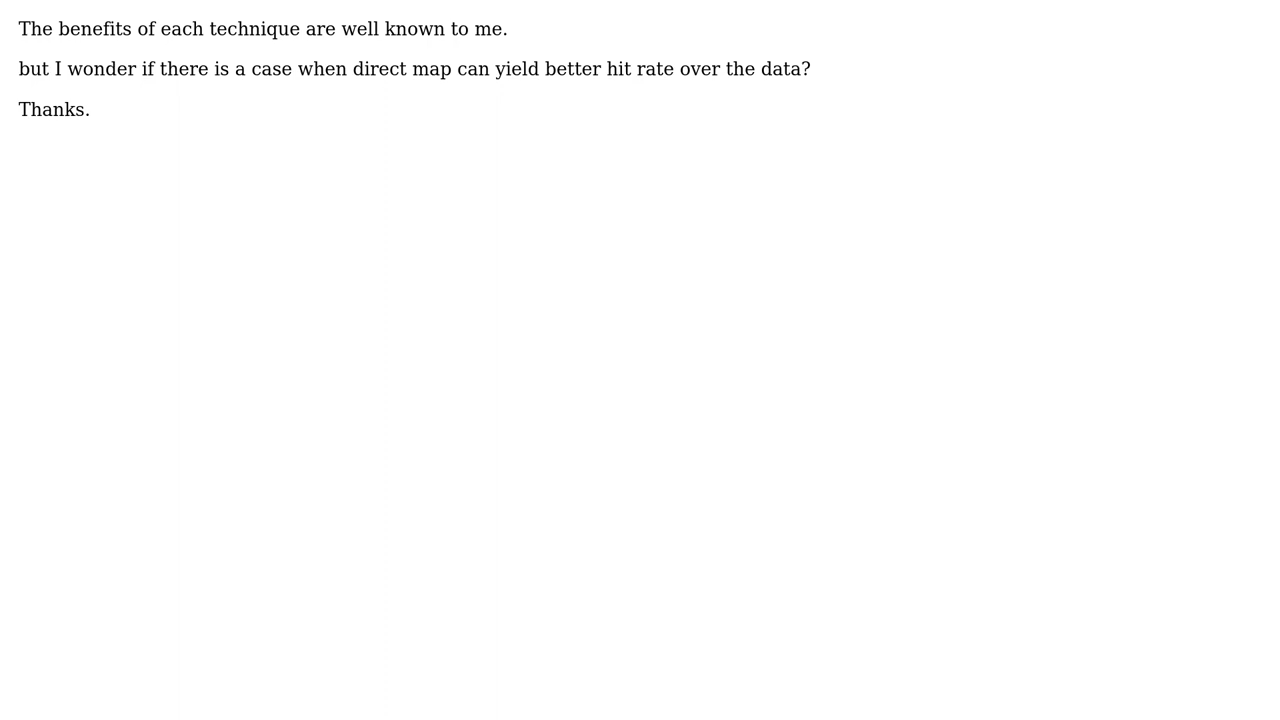 The benefits of each technique are well known to me.
but I wonder if there is a case when direct map can yield better hit rate over the data?
Thanks.